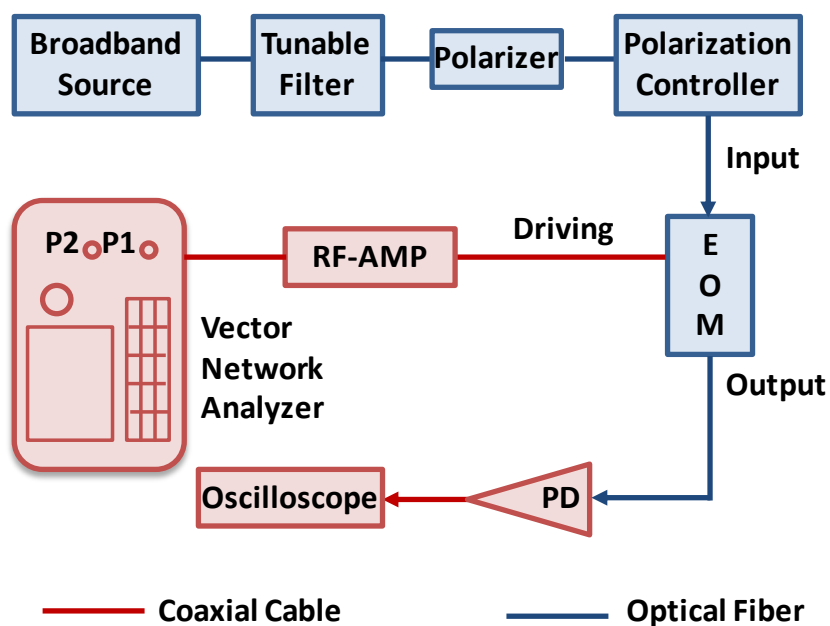 Broadband
Source
Tunable
Filter
Polarizer
Polarization
Controller
Input
P2 P1
RF-AMP
Driving
E
O
M
Vector
Network
Analyzer
Output
Oscilloscope
PD
Coaxial Cable
Optical Fiber